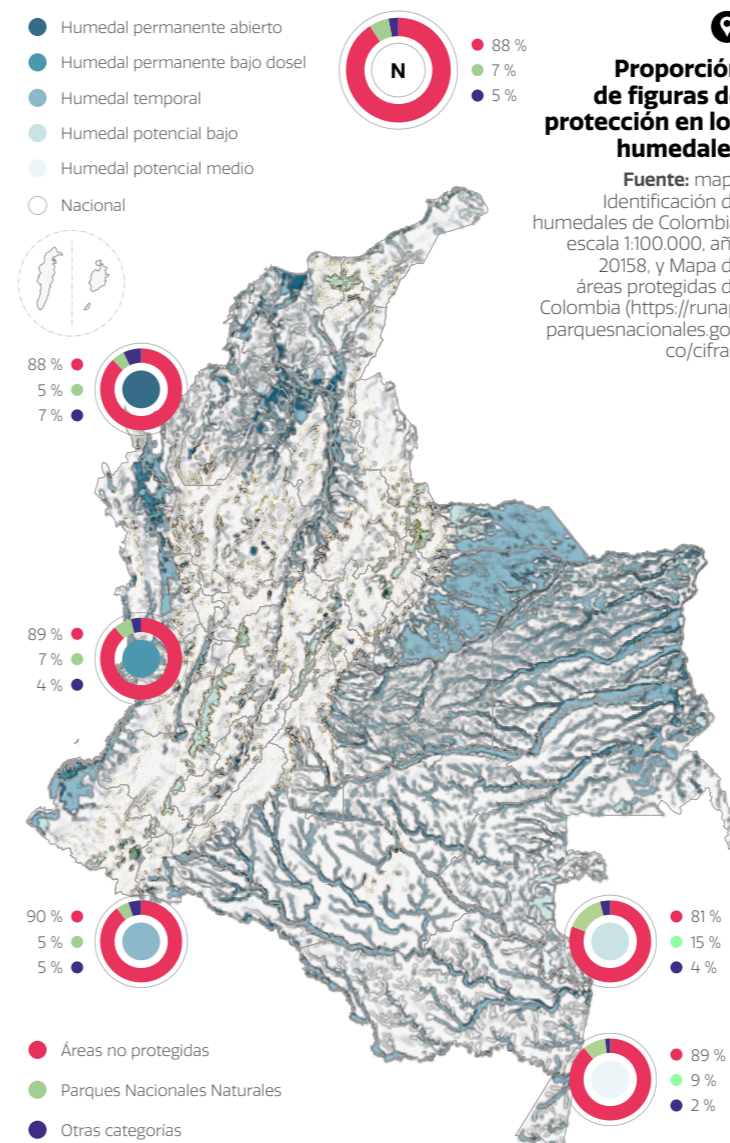 Humedal permanente abierto
Humedal permanente bajo dosel
Humedal temporal
Humedal potencial bajo
Humedal potencial medio
Nacional
N
88 %
7 %
5 %
Proporción
de figuras de
protección en lo
humedale
Fuente: map
Identificación d
humedales de Colombia
escala 1:100.000, añ
20158, y Mapa d
áreas protegidas d
Colombia (https://runap
parquesnacionales.go
co/cifra
88 %
5 %
7 %
89 %
7 %
4 %
90 %
5 %
5 %
81 %
15 %
4 %
89 %
9 %
2 %
Áreas no protegidas
Parques Nacionales Naturales
Otras categorías